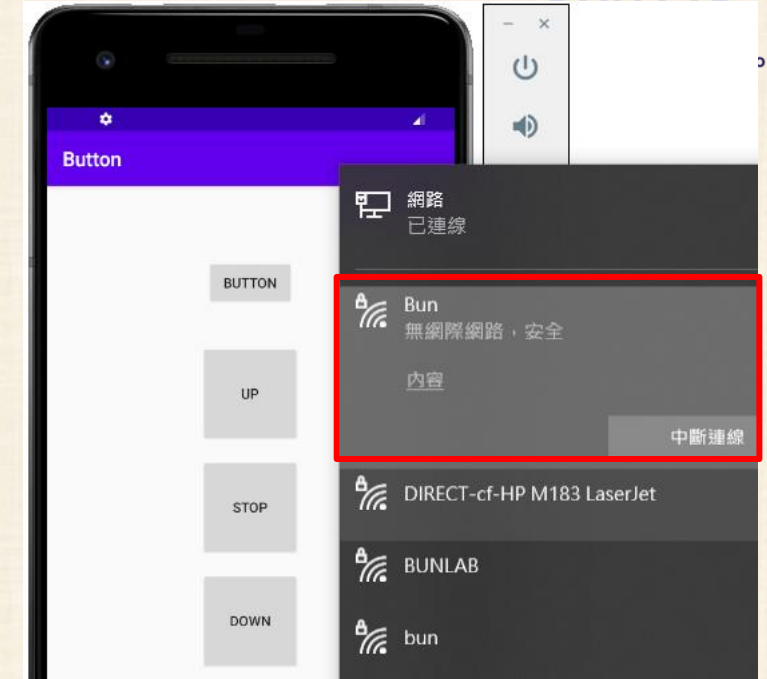 Button
BUTTON
UP
STOP
DOWN
網路
已連線
Bun
無網際網路，安全
內容
中斷連線
DIRECT-cf-HP M183 LaserJet
BUNLAB
bun